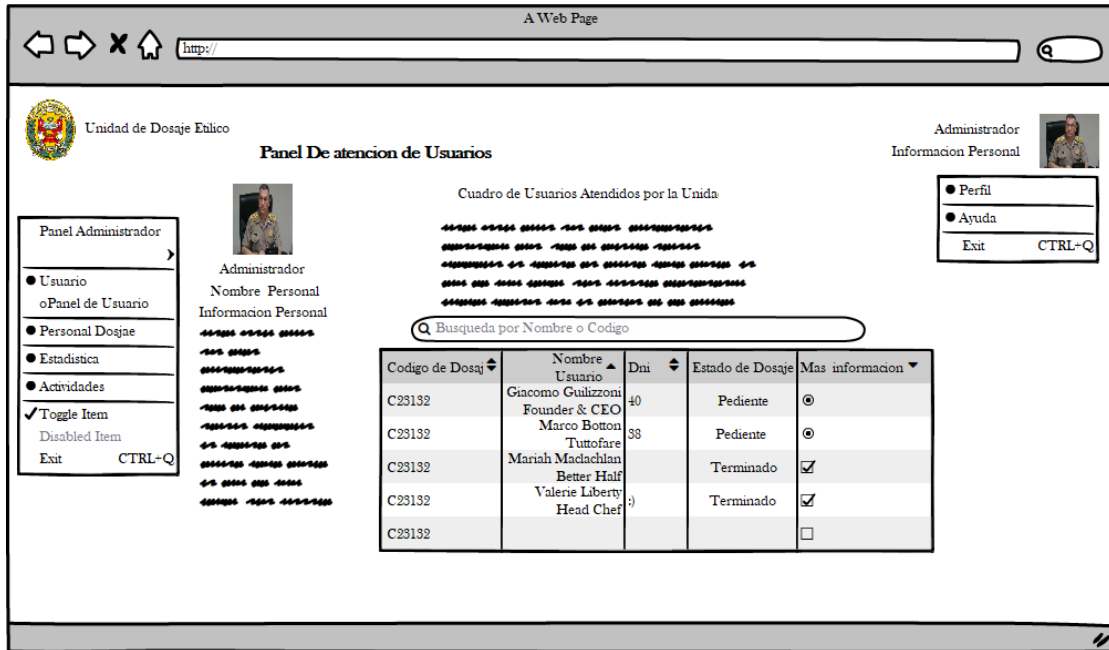 A Web Page
http://
Unidad de Dosaje Etilico
Administrador
Informacion Personal
Panel De atencion de Usuarios
Perfil
Ayuda
Exit CTRL+Q
Panel Administrador
Usuario
oPanel de Usuario
Personal Dosjae
Estadistica
Actividades
Toggle Item
Disabled Item
Exit CTRL+Q
Administrador
Nombre Personal
Informacion Personal
Cuadro de Usuarios Atendidos por la Unida
Busqueda por Nombre o Codigo
Codigo de Dosaj Nombre Usuario Dni Estado de Dosaje Mas informacion
C23132 Giacomo Guilizzoni 40 Pediente
Founder & CEO
C23132 Marco Botton 38 Pediente
Tuttofare
C23132 Mariah Maclachlan Terminado
Better Half
C23132 Valerie Liberty :) Terminado
Head Chef
C23132